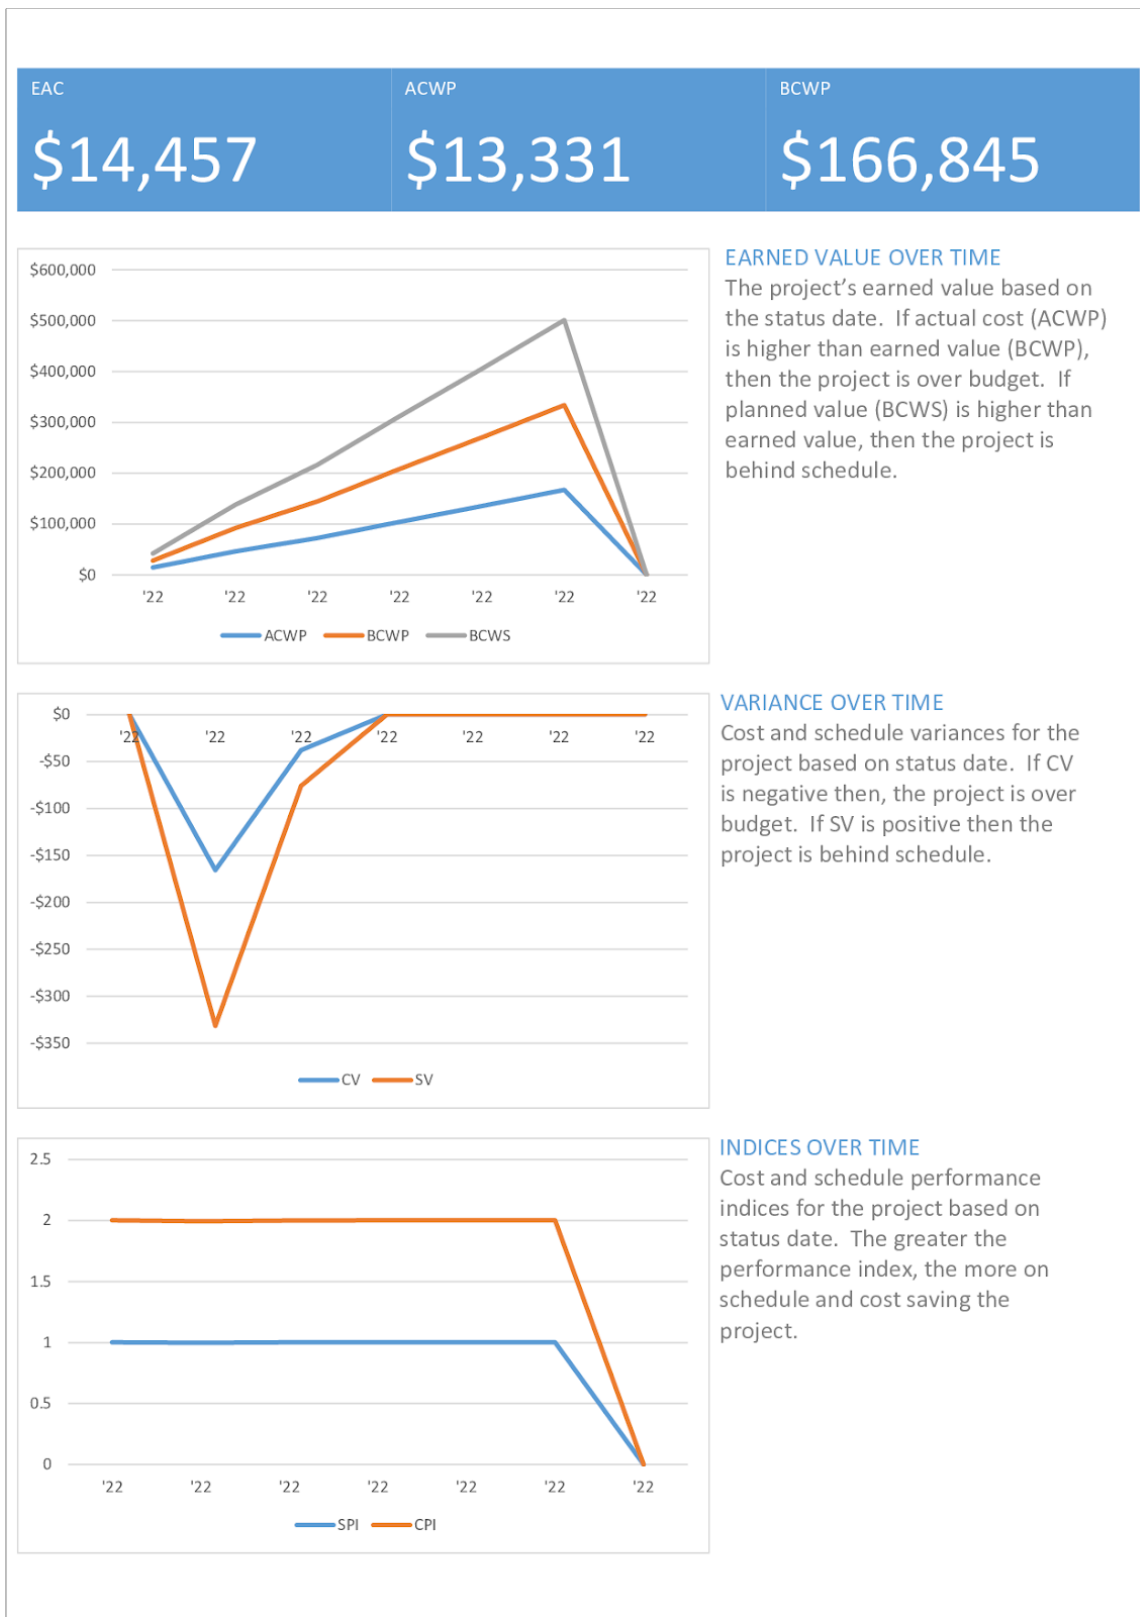 EAC
ACWP
BCWP
$14,457
$13,331
$166,845
$600,000
$500,000
$400,000
$300,000
$200,000
$100,000
$0
'22 '22 '22 '22 '22 '22 '22
ACWP BCWP BCWS
EARNED VALUE OVER TIME
The project’s earned value based on
the status date. If actual cost (ACWP)
is higher than earned value (BCWP),
then the project is over budget. If
planned value (BCWS) is higher than
earned value, then the project is
behind schedule.
$0
'22 '22 '22 '22 '22 '22 '22
-$50
-$100
-$150
-$200
-$250
-$300
-$350
CV SV
VARIANCE OVER TIME
Cost and schedule variances for the
project based on status date. If CV
is negative then, the project is over
budget. If SV is positive then the
project is behind schedule.
2.5
2
1.5
1
0.5
0
'22 '22 '22 '22 '22 '22 '22
SPI CPI
INDICES OVER TIME
Cost and schedule performance
indices for the project based on
status date. The greater the
performance index, the more on
schedule and cost saving the
project.